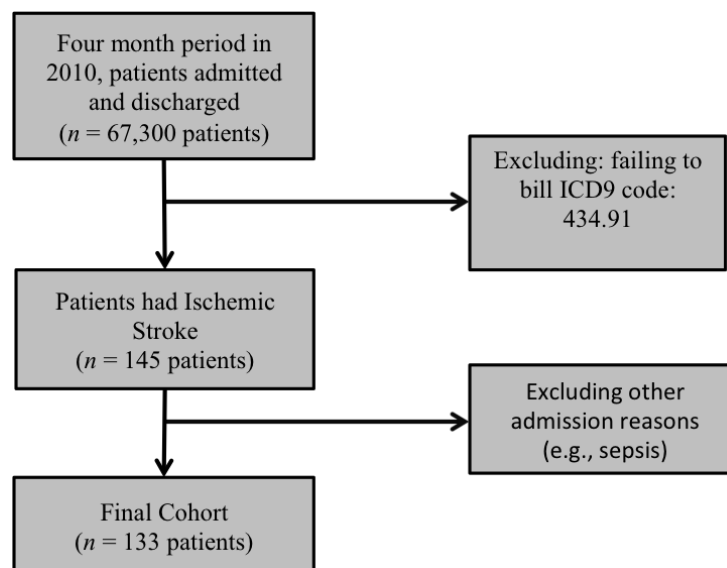 Four month period in
2010, patients admitted
and discharged
(n = 67,300 patients)
Excluding: failing to
bill ICD9 code:
434.91
Patients had Ischemic
Stroke
(n = 145 patients)
Excluding other
admission reasons
(e.g., sepsis)
Final Cohort
(n = 133 patients)